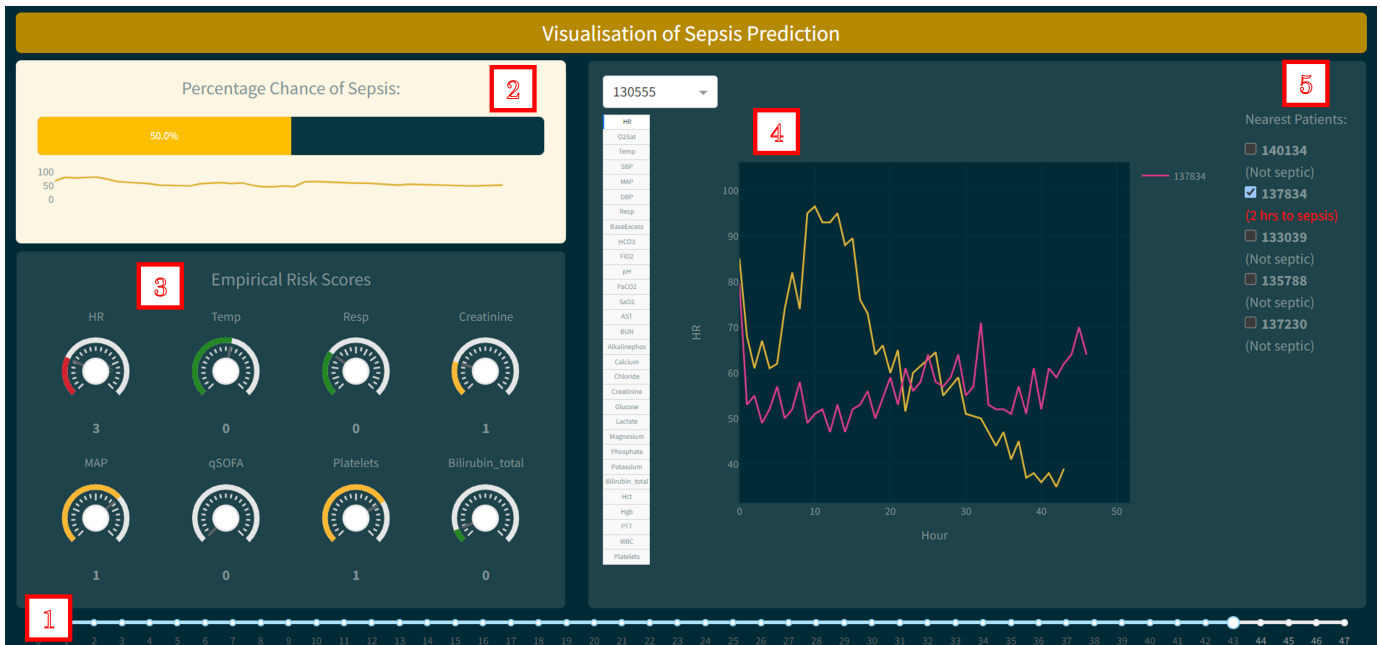 Visualisation of Sepsis Prediction
Percentage Chance of Sepsis:
2
50.0%
100
50
0
3
Empirical Risk Scores
HR Temp Resp Creatinine
3 0 0 1
MAP qSOFA Platelets Bilirubin_total
1 0 1 0
130555
HR
O2Sat
Temp
SBP
MAP
DBP
Resp
BaseExcess
HCO3
FiO2
pH
PaCO2
SaO2
AST
BUN
Alkalinephos
Calcium
Chloride
Creatinine
Glucose
Lactate
Magnesium
Phosphate
Potassium
Bilirubin_total
Hct
Hgb
PTT
WBC
Platelets
4
HR
100
90
80
70
60
50
40
0 10 20 30 40 50
Hour
137834
5
Nearest Patients:
140134
(Not septic)
137834
(2 hrs to sepsis)
133039
(Not septic)
135788
(Not septic)
137230
(Not septic)
1
2 3 4 5 6 7 8 9 10 11 12 13 14 15 16 17 18 19 20 21 22 23 24 25 26 27 28 29 30 31 32 33 34 35 36 37 38 39 40 41 42 43 44 45 46 47